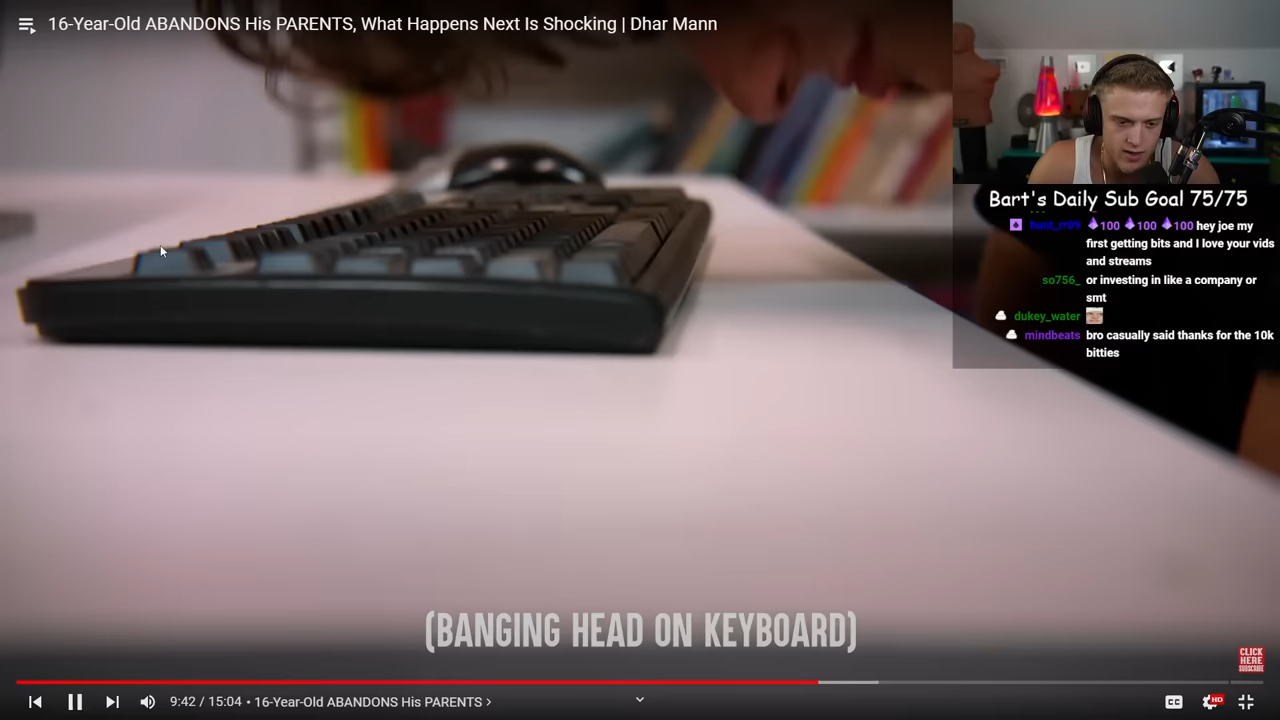 16-Year-Old ABANDONS His PARENTS, What Happens Next Is Shocking | Dhar Mann
Bart's Daily Sub Goal 75/75
100 100 100 hey joe my
first getting bits and I love your vids
and streams
so756_ or investing in like a company or
smt
dukey_water
mindbeats bro casually said thanks for the 10k
bitties
(BANGING HEAD ON KEYBOARD)
CLICK
HERE
SUBSCRIBE
9:42 / 15:04 • 16-Year-Old ABANDONS His PARENTS >
CC
HD